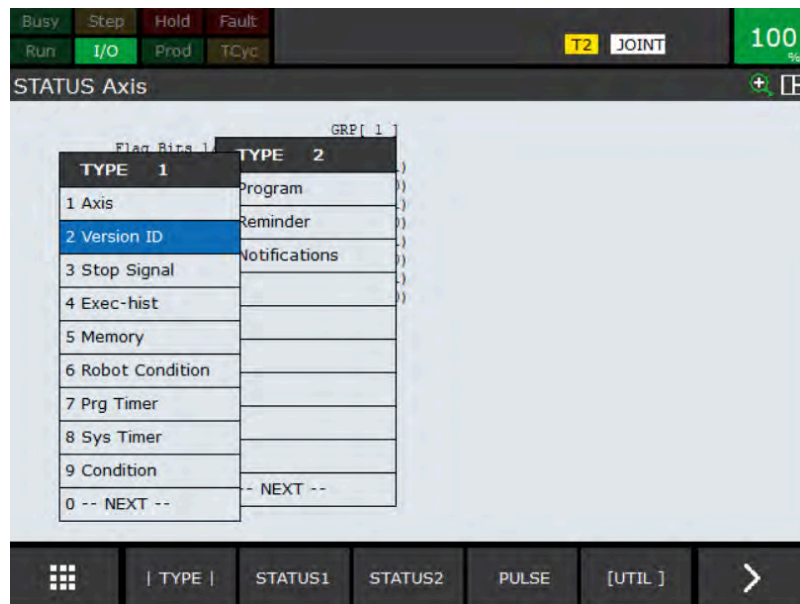 Busy Step Hold Fault
Run I/O Prod TCyc
T2 JOINT
100
%
STATUS Axis
GRP[ 1 ]
Flag Bits 1/
TYPE 1
1 Axis
2 Version ID
3 Stop Signal
4 Exec-hist
5 Memory
6 Robot Condition
7 Prg Timer
8 Sys Timer
9 Condition
0 -- NEXT --
TYPE 2
Program
Reminder
Notifications
-- NEXT --
| TYPE | STATUS1 STATUS2 PULSE [UTIL ] >